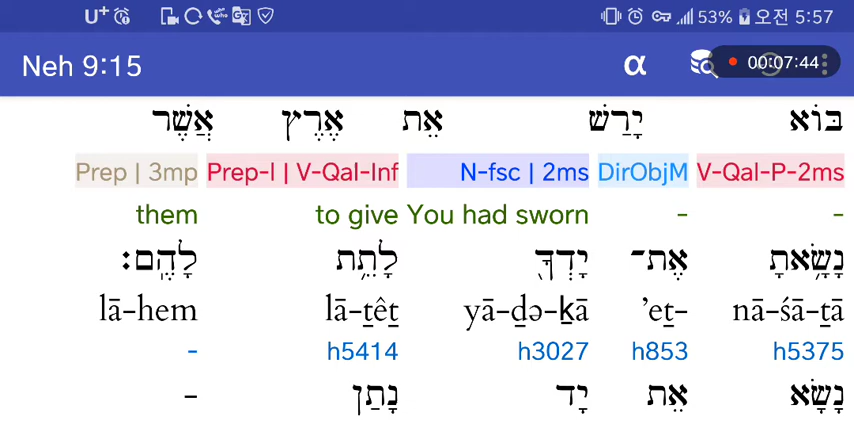 U+ who G 53% 오전 5:57
Neh 9:15 α 00:07:44
בּוֹא יָרַשׁ אֵת אֶרֶץ אֲשֶׁר
V-Qal-P-2ms DirObjM N-fsc | 2ms Prep-l | V-Qal-Inf Prep | 3mp
- - You had sworn to give them
נָשָׂ֥אתָ אֶת־ יָדְךָ֖ לָתֵ֥ת לָהֶֽם׃
nā-śā-ṯā ’eṯ- yā-ḏə-ḵā lā-ṯêṯ lā-hem
h5375 h853 h3027 h5414 -
נָשָׂא אֵת יָד נָתַן -